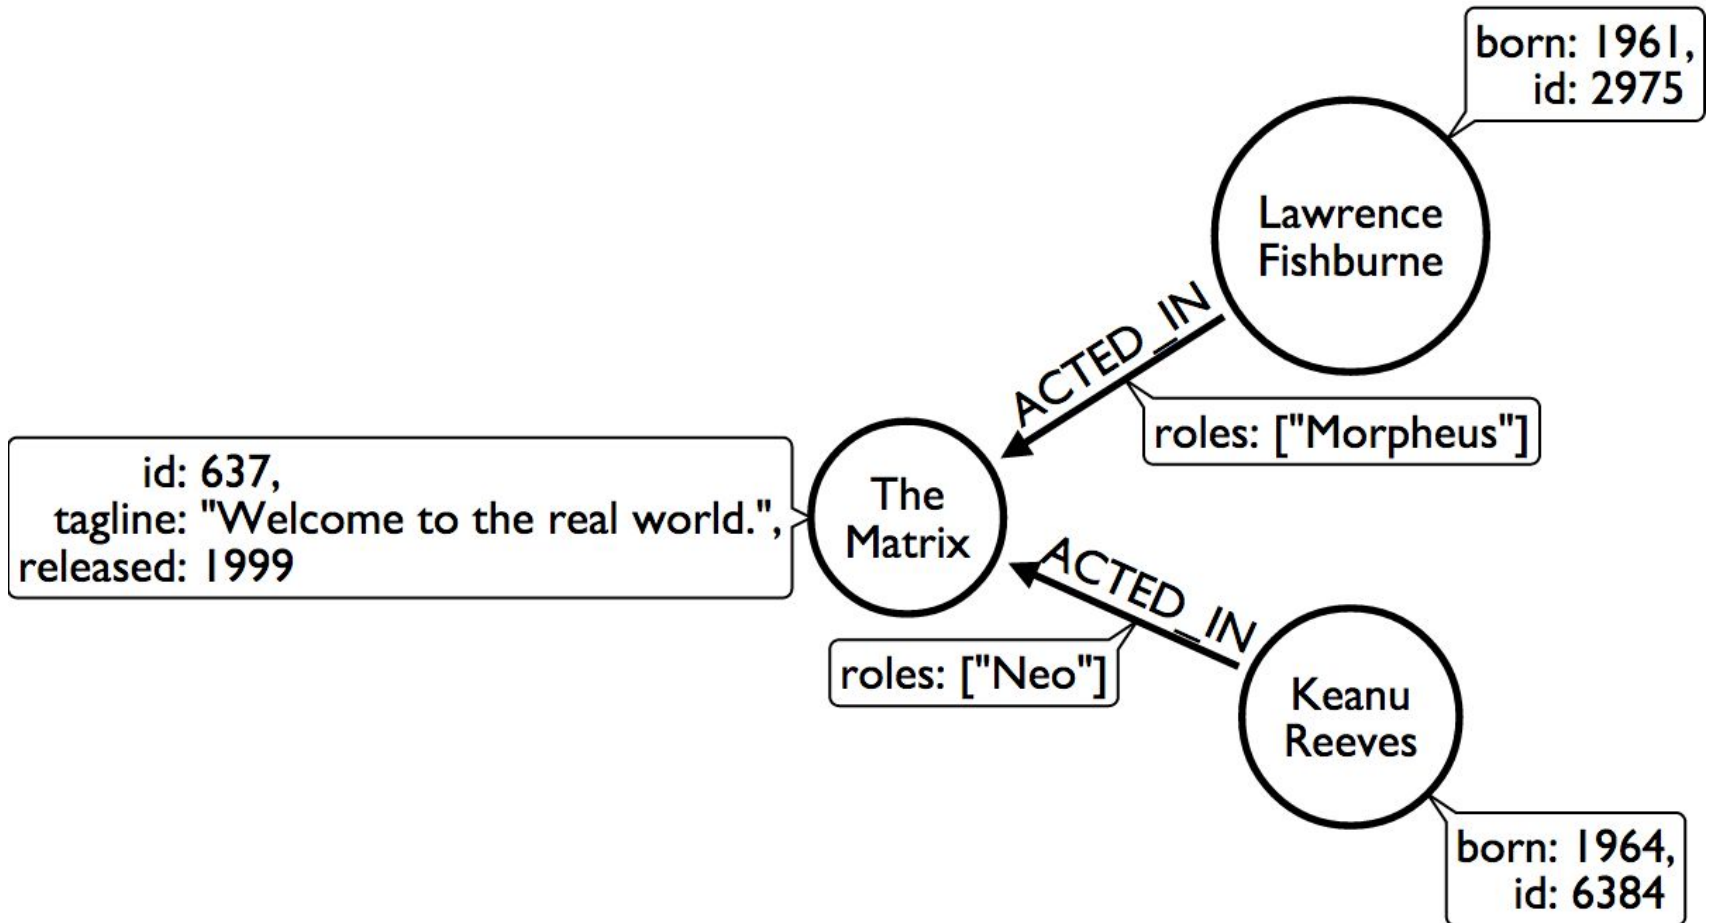 born: 1961,
id: 2975
Lawrence
Fishburne
ACTED_IN
roles: ["Morpheus"]
id: 637,
tagline: "Welcome to the real world.",
released: 1999
The
Matrix
ACTED_IN
roles: ["Neo"]
Keanu
Reeves
born: 1964,
id: 6384